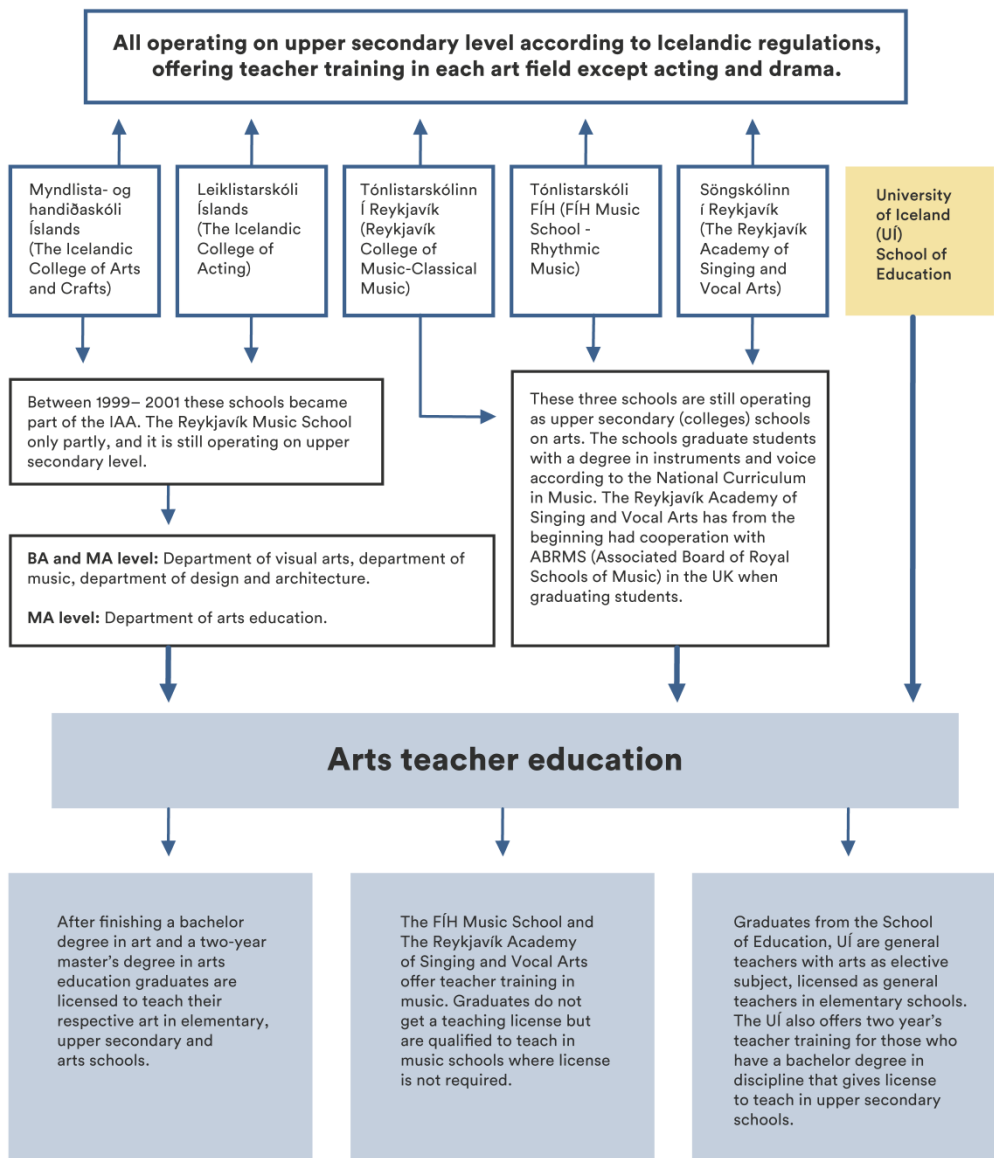 All operating on upper secondary level according to Icelandic regulations,
offering teacher training in each art field except acting and drama.
Myndlista- og
handiðaskóli
Íslands
(The Icelandic
College of Arts
and Crafts)
Leiklistarskóli
Íslands
(The Icelandic
College of
Acting)
Tónlistarskólinn
Í Reykjavík
(Reykjavík
College of
Music-Classical
Music)
Tónlistarskóli
FÍH (FÍH Music
School -
Rhythmic
Music)
Söngskólinn
í Reykjavík
(The Reykjavík
Academy of
Singing and
Vocal Arts)
University
of Iceland
(UÍ)
School of
Education
Between 1999– 2001 these schools became
part of the IAA. The Reykjavík Music School
only partly, and it is still operating on upper
secondary level.
These three schools are still operating
as upper secondary (colleges) schools
on arts. The schools graduate students
with a degree in instruments and voice
according to the National Curriculum
in Music. The Reykjavík Academy of
Singing and Vocal Arts has from the
beginning had cooperation with
ABRMS (Associated Board of Royal
Schools of Music) in the UK when
graduating students.
BA and MA level: Department of visual arts, department of
music, department of design and architecture.
MA level: Department of arts education.
Arts teacher education
After finishing a bachelor
degree in art and a two-year
master's degree in arts
education graduates are
licensed to teach their
respective art in elementary,
upper secondary and
arts schools.
The FÍH Music School and
The Reykjavík Academy
of Singing and Vocal Arts
offer teacher training in
music. Graduates do not
get a teaching license but
are qualified to teach in
music schools where license
is not required.
Graduates from the School
of Education, UÍ are general
teachers with arts as elective
subject, licensed as general
teachers in elementary schools.
The UÍ also offers two year's
teacher training for those who
have a bachelor degree in
discipline that gives license
to teach in upper secondary
schools.